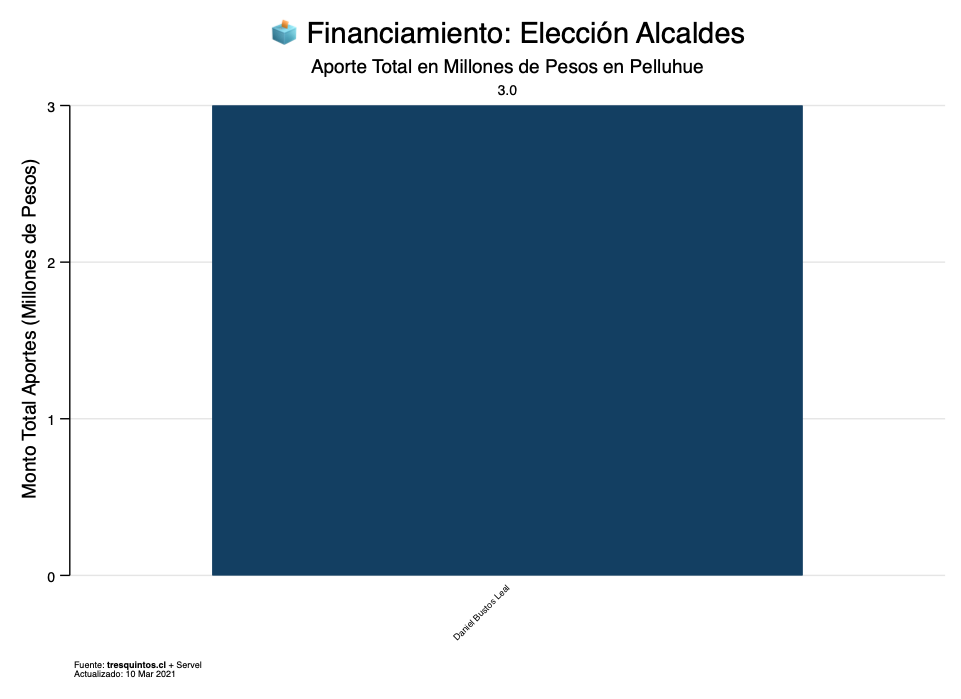 Financiamiento: Elección Alcaldes
Aporte Total en Millones de Pesos en Pelluhue
3.0
Monto Total Aportes (Millones de Pesos)
3
2
1
0
Daniel Bustos Leal
Fuente: tresquintos.cl + Servel
Actualizado: 10 Mar 2021